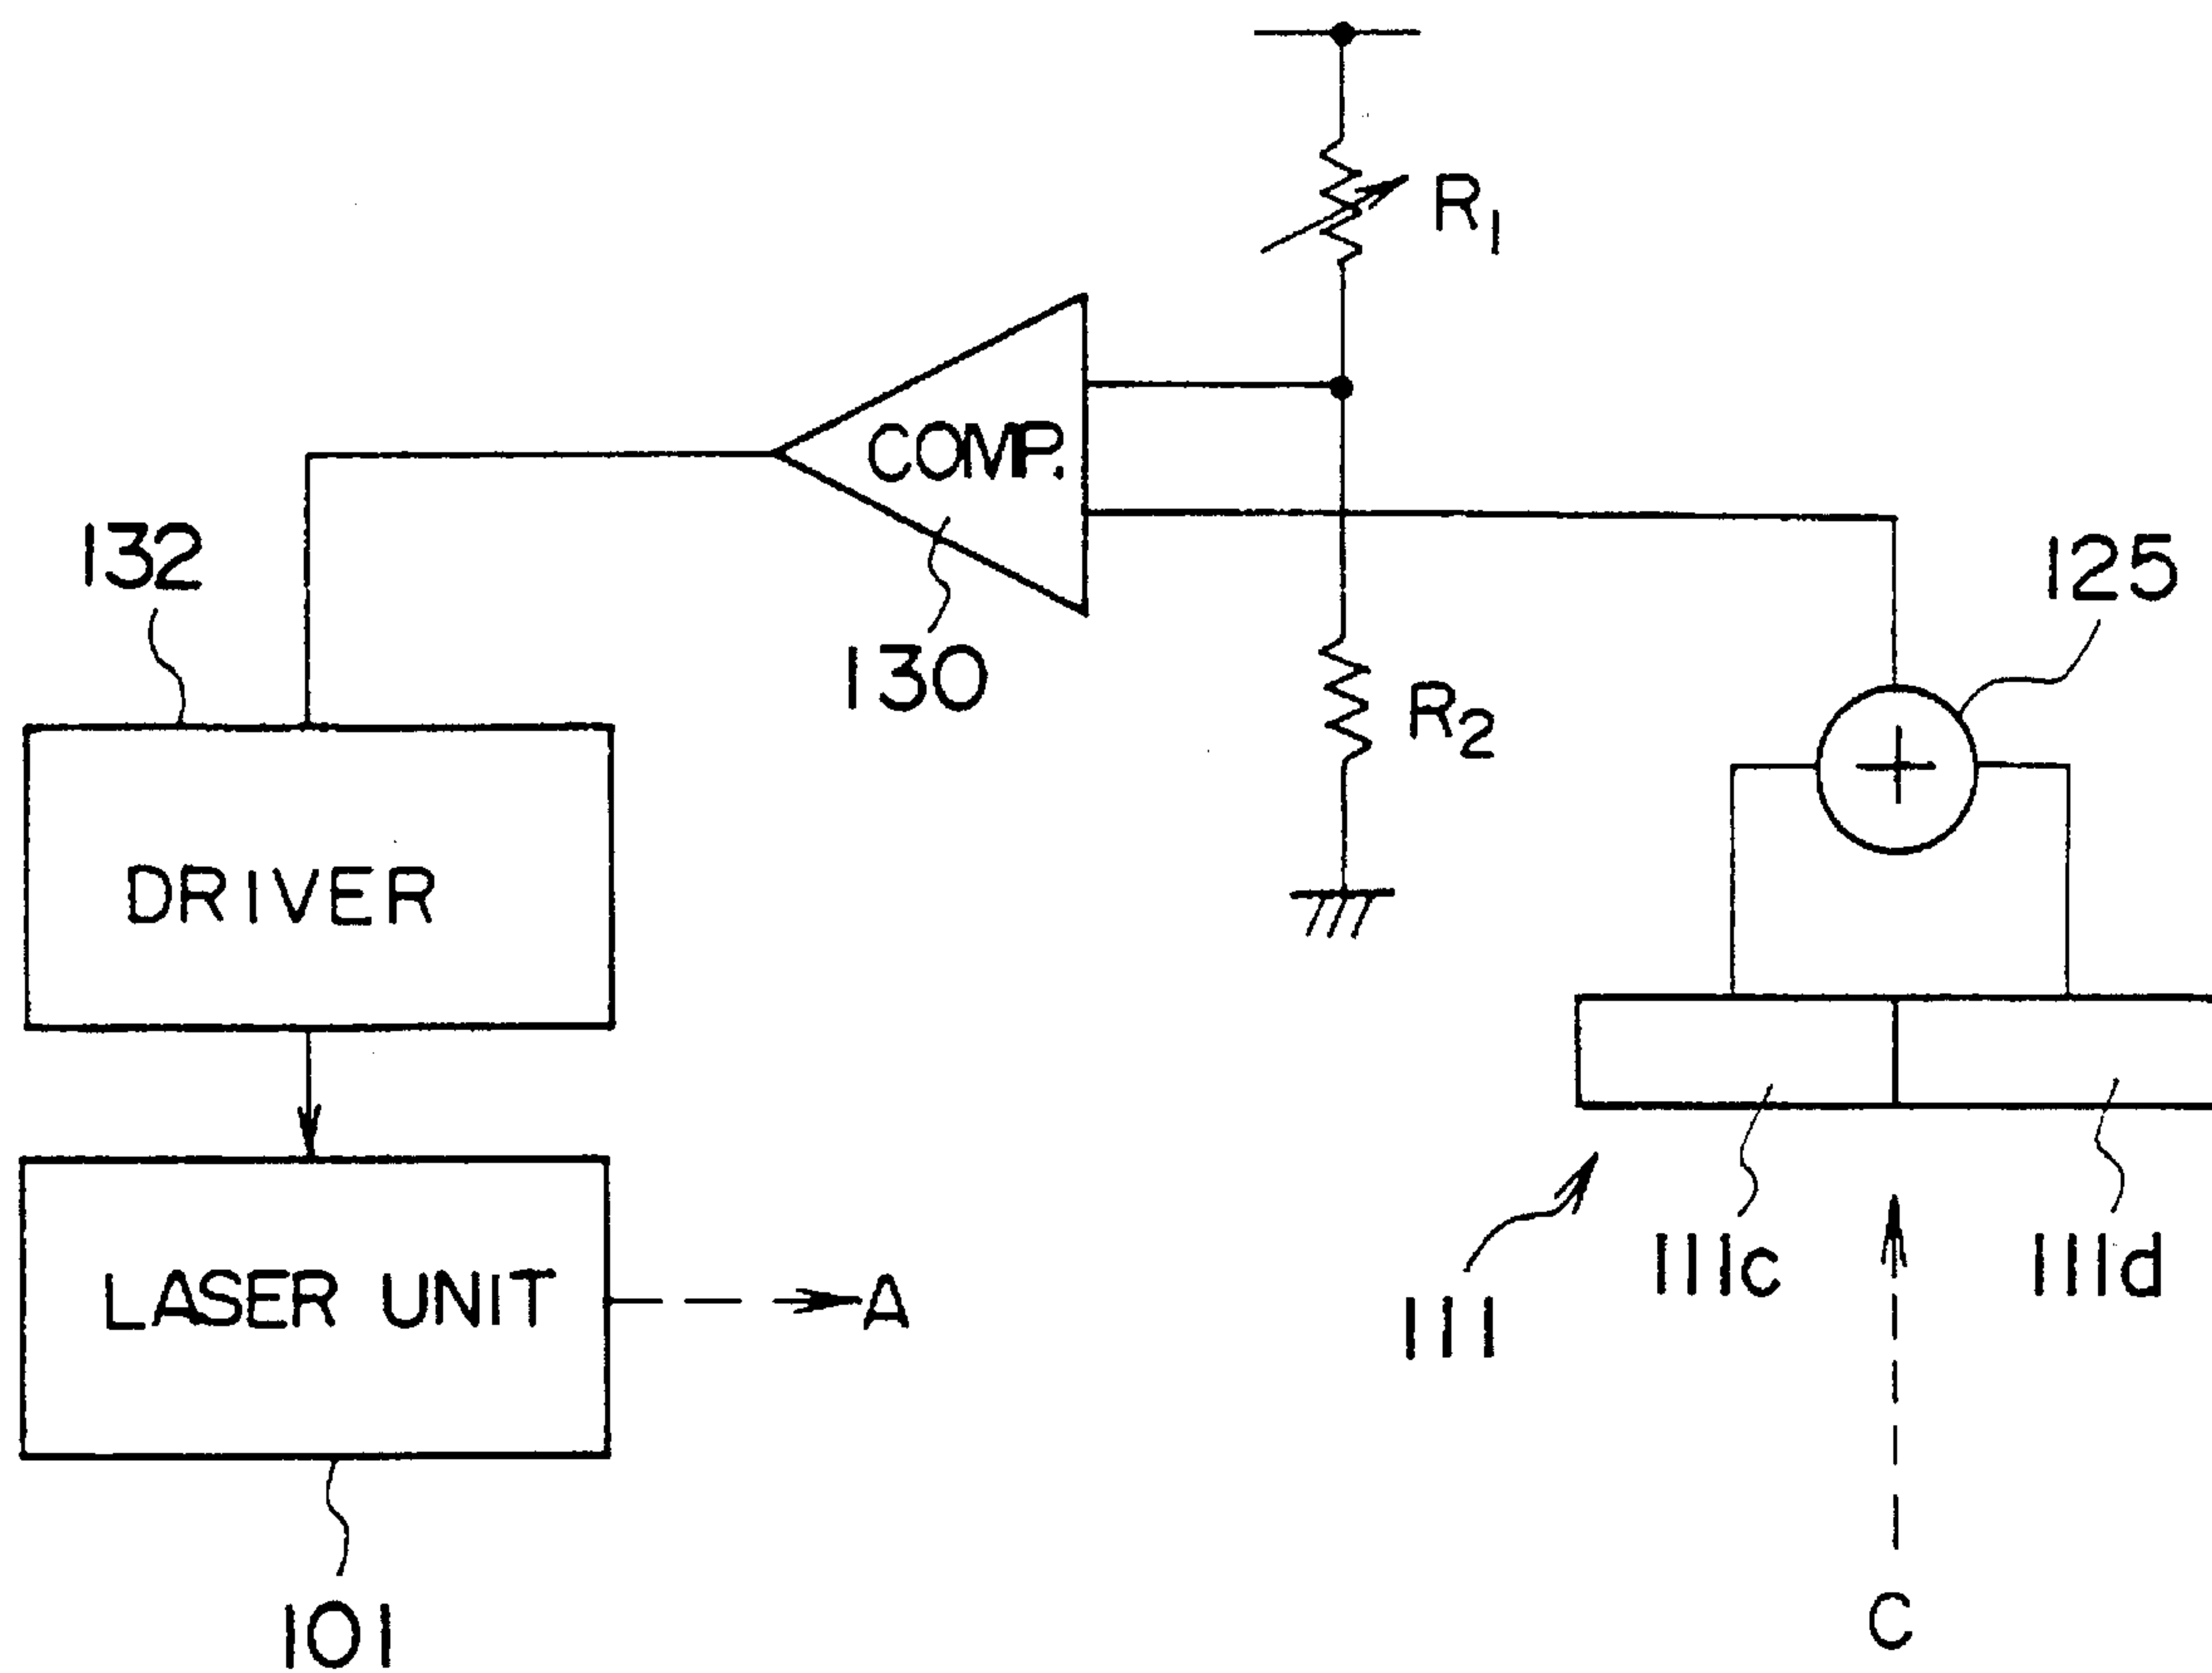 R1
COMP.
132
125
130
R2
DRIVER
111c
111d
LASER UNIT
A
111
101
C